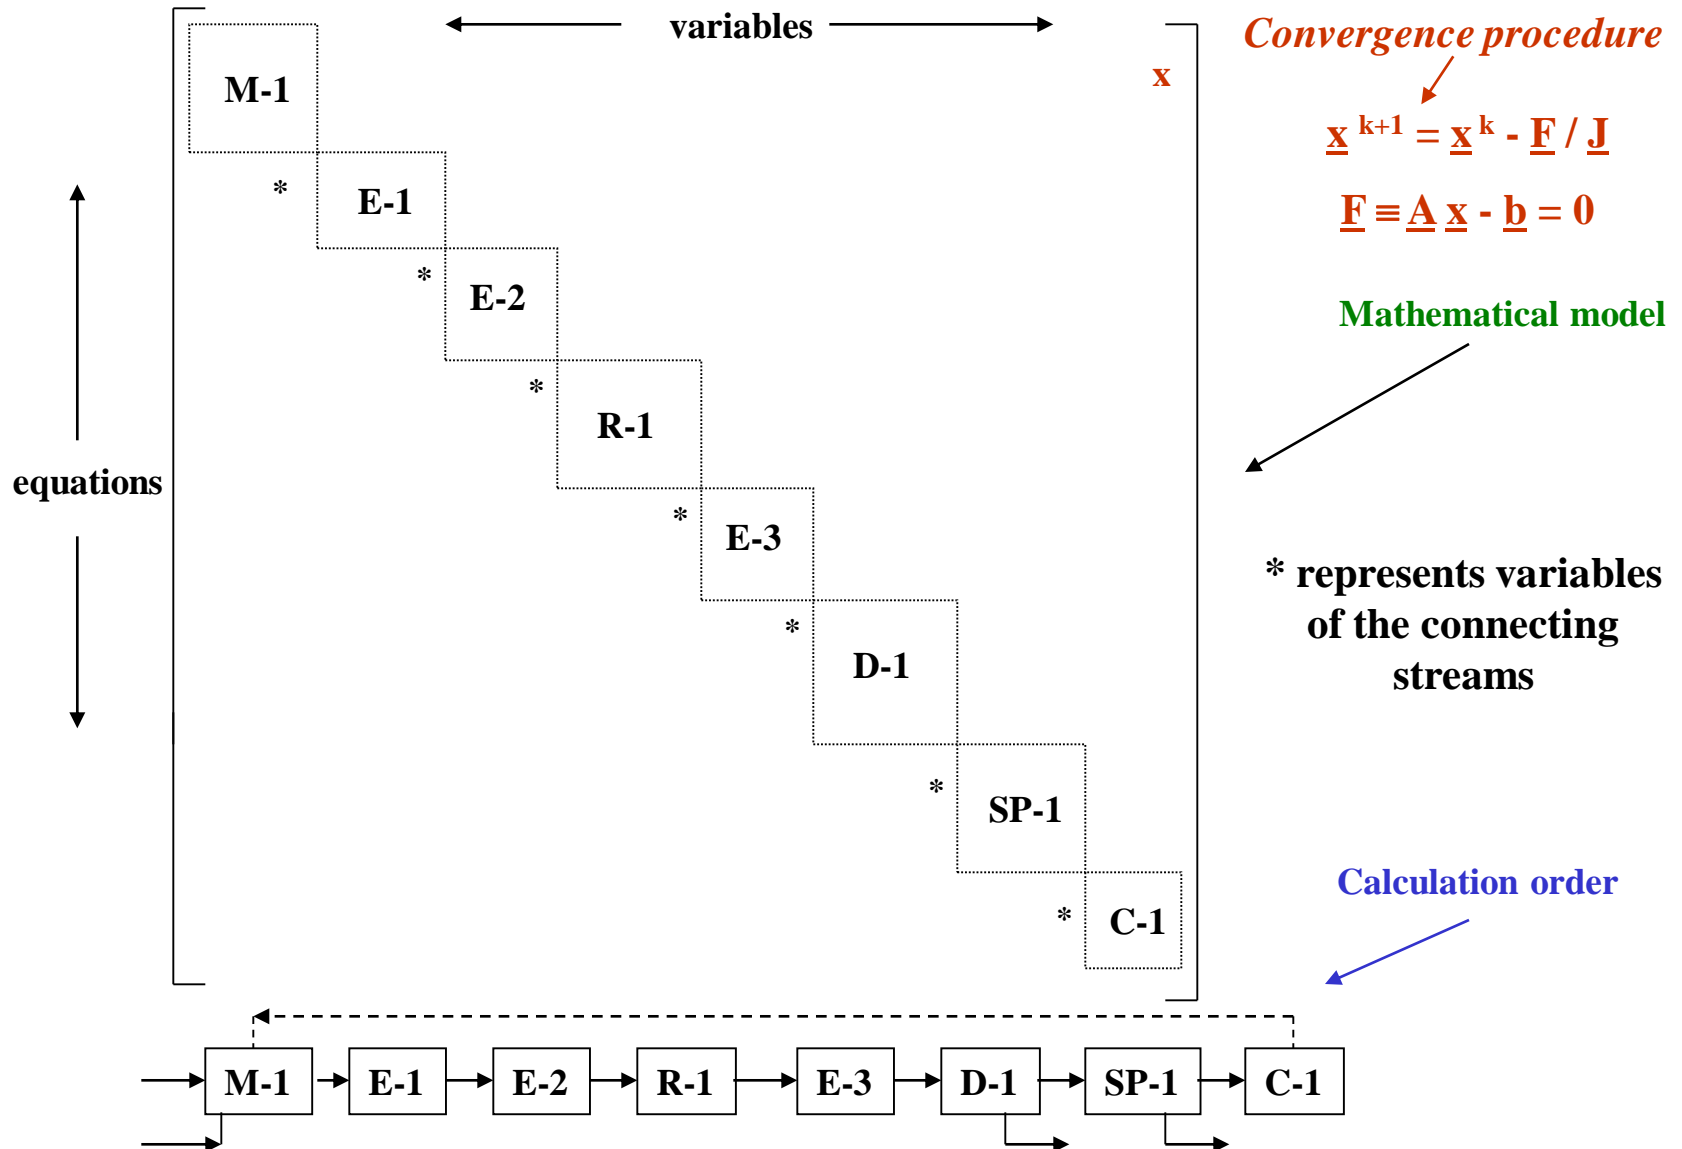 variables
Convergence procedure
x
M-1
x k+1 = x k - F / J
* E-1
F ≡ A x - b = 0
* E-2
Mathematical model
* R-1
equations
* E-3
* represents variables
of the connecting
streams
* D-1
* SP-1
Calculation order
* C-1
M-1 E-1 E-2 R-1 E-3 D-1 SP-1 C-1